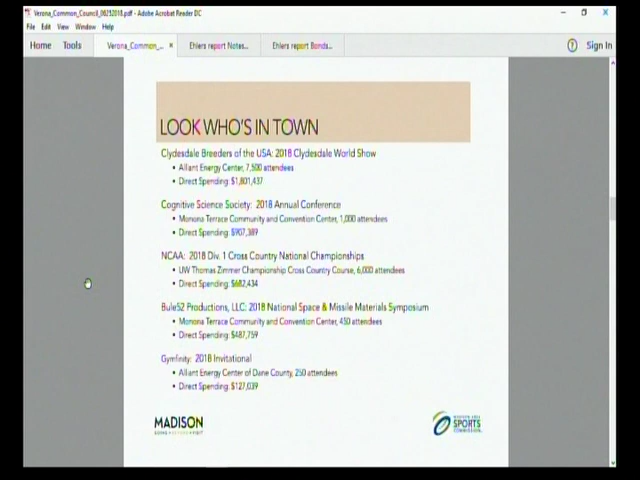 Verona_Common_Council_06252018.pdf - Adobe Acrobat Reader DC
File Edit View Window Help
Home Tools Verona_Common_... × Ehlers report Notes... Ehlers report Bonds... ? Sign In
LOOK WHO'S IN TOWN
Clydesdale Breeders of the USA: 2018 Clydesdale World Show
• Alliant Energy Center, 7,500 attendees
• Direct Spending: $1,801,437
Cognitive Science Society: 2018 Annual Conference
• Monona Terrace Community and Convention Center, 1,000 attendees
• Direct Spending: $907,389
NCAA: 2018 Div. 1 Cross Country National Championships
• UW Thomas Zimmer Championship Cross Country Course, 6,000 attendees
• Direct Spending: $682,434
Bule52 Productions, LLC: 2018 National Space & Missile Materials Symposium
• Monona Terrace Community and Convention Center, 450 attendees
• Direct Spending: $487,759
Gymfinity: 2018 Invitational
• Alliant Energy Center of Dane County, 250 attendees
• Direct Spending: $127,039
MADISON
MADISON AREA
SPORTS
COMMISSION